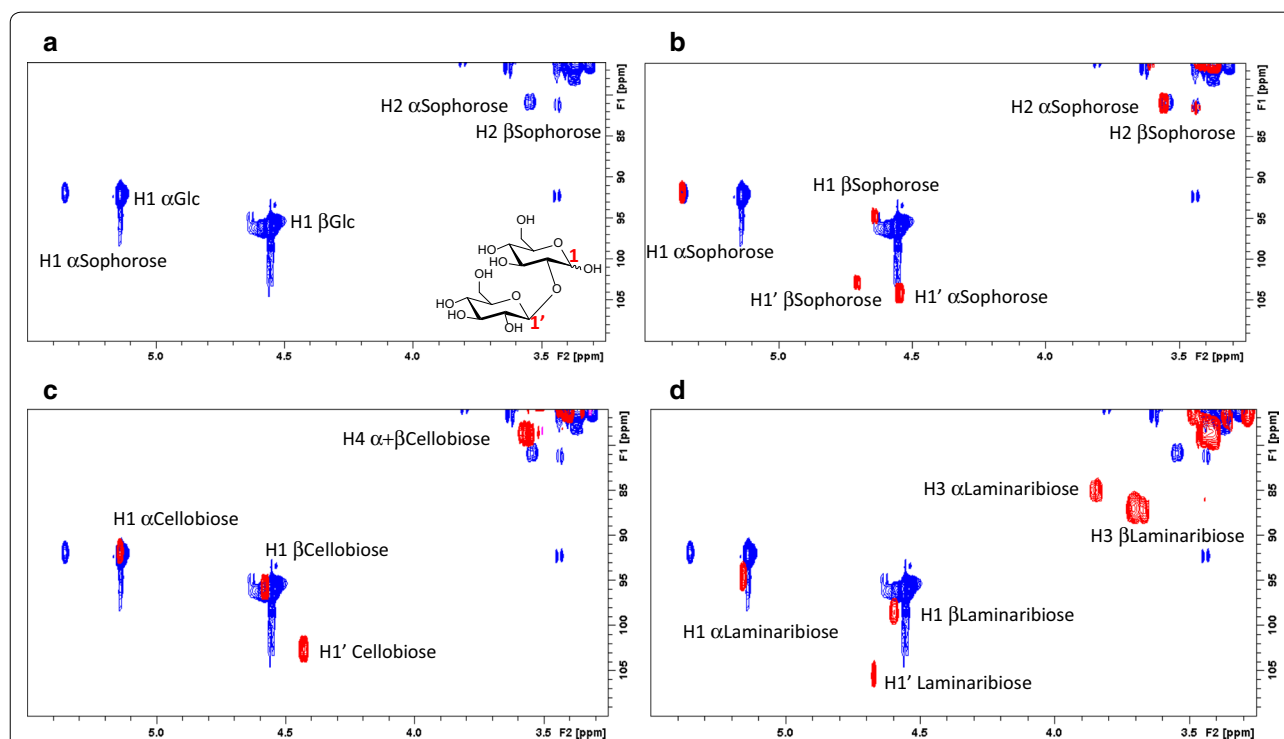 a
H2 αSophorose
H2 βSophorose
H1 αGlc
H1 βGlc
H1 αSophorose
OH
HO
HO
HO
1
OH
OH
O
O
O
HO
HO
HO
OH
1'
85
90
95
100
105
F1 [ppm]
5.0
4.5
4.0
3.5
F2 [ppm]
b
H2 αSophorose
H2 βSophorose
H1 βSophorose
H1 αSophorose
H1' βSophorose
H1' αSophorose
85
90
95
100
105
F1 [ppm]
5.0
4.5
4.0
3.5
F2 [ppm]
c
H4 α+βCellobiose
H1 αCellobiose
H1 βCellobiose
H1' Cellobiose
85
90
95
100
105
F1 [ppm]
5.0
4.5
4.0
3.5
F2 [ppm]
d
H3 αLaminaribiose
H3 βLaminaribiose
H1 αLaminaribiose
H1 βLaminaribiose
H1' Laminaribiose
85
90
95
100
105
F1 [ppm]
5.0
4.5
4.0
3.5
F2 [ppm]